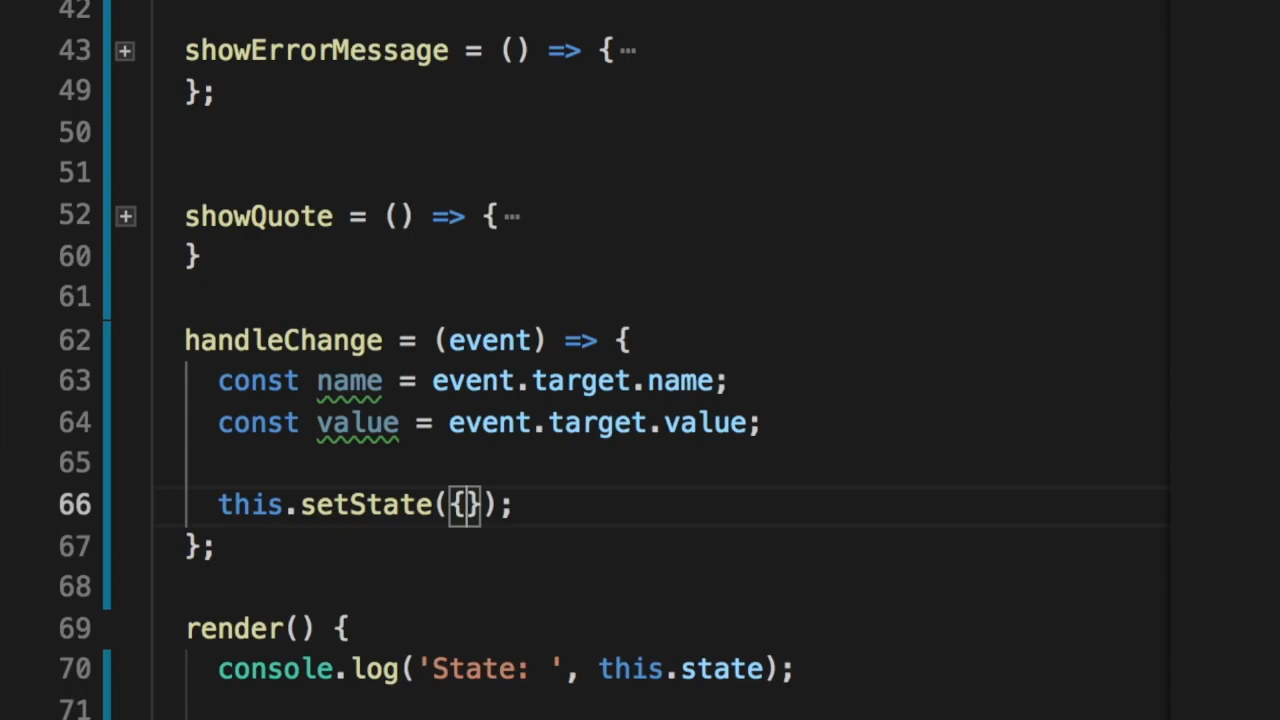 42
43 showErrorMessage = () => {…
49 };
50
51
52 showQuote = () => {…
60 }
61
62 handleChange = (event) => {
63 const name = event.target.name;
64 const value = event.target.value;
65
66 this.setState({});
67 };
68
69 render() {
70 console.log('State: ', this.state);
71